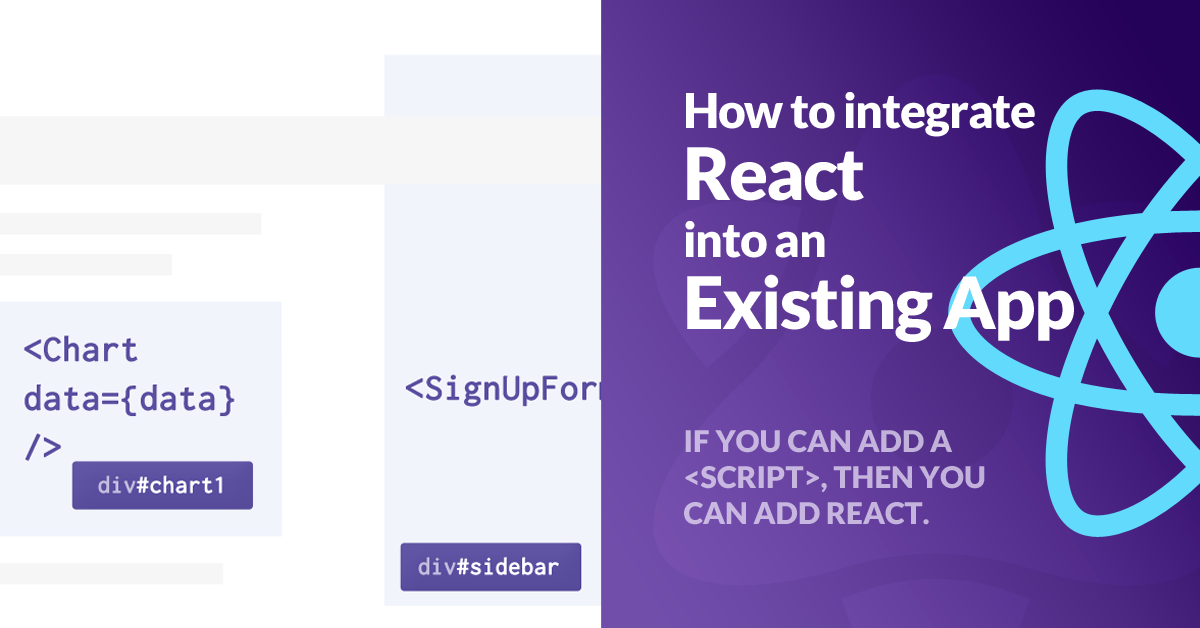 <Chart
data={data}
/>
div#chart1
<SignUpForm
div#sidebar
How to integrate
React
into an
Existing App
IF YOU CAN ADD A
<SCRIPT>, THEN YOU
CAN ADD REACT.